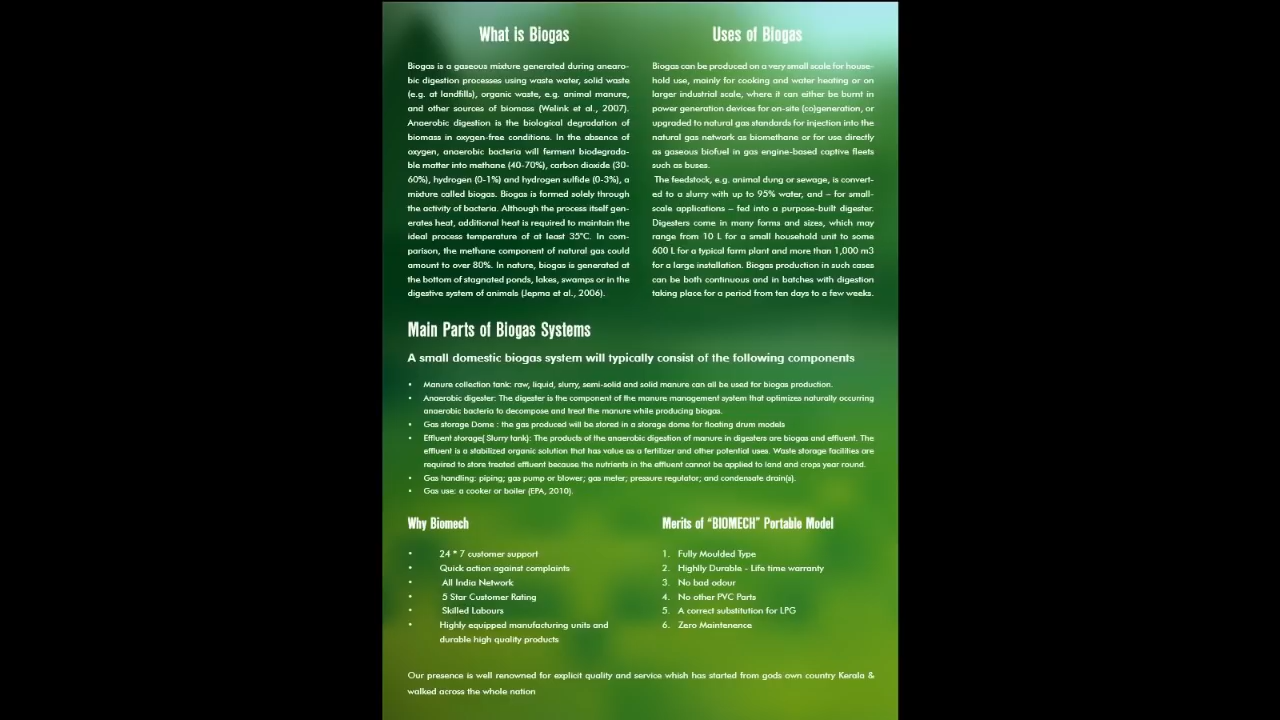 What is Biogas
Biogas is a gaseous mixture generated during anearo-
bic digestion processes using waste water, solid waste
(e.g. at landfills), organic waste, e.g. animal manure,
and other sources of biomass (Welink et al., 2007).
Anaerobic digestion is the biological degradation of
biomass in oxygen-free conditions. In the absence of
oxygen, anaerobic bacteria will ferment biodegrada-
ble matter into methane (40-70%), carbon dioxide (30-
60%), hydrogen (0-1%) and hydrogen sulfide (0-3%), a
mixture called biogas. Biogas is formed solely through
the activity of bacteria. Although the process itself gen-
erates heat, additional heat is required to maintain the
ideal process temperature of at least 35°C. In com-
parison, the methane component of natural gas could
amount to over 80%. In nature, biogas is generated at
the bottom of stagnated ponds, lakes, swamps or in the
digestive system of animals (Jepma et al., 2006).
Uses of Biogas
Biogas can be produced on a very small scale for house-
hold use, mainly for cooking and water heating or on
larger industrial scale, where it can either be burnt in
power generation devices for on-site (co)generation, or
upgraded to natural gas standards for injection into the
natural gas network as biomethane or for use directly
as gaseous biofuel in gas engine-based captive fleets
such as buses.
The feedstock, e.g. animal dung or sewage, is convert-
ed to a slurry with up to 95% water, and – for small-
scale applications – fed into a purpose-built digester.
Digesters come in many forms and sizes, which may
range from 10 L for a small household unit to some
600 L for a typical farm plant and more than 1,000 m3
for a large installation. Biogas production in such cases
can be both continuous and in batches with digestion
taking place for a period from ten days to a few weeks.
Main Parts of Biogas Systems
A small domestic biogas system will typically consist of the following components
• Manure collection tank: raw, liquid, slurry, semi-solid and solid manure can all be used for biogas production.
• Anaerobic digester: The digester is the component of the manure management system that optimizes naturally occurring
anaerobic bacteria to decompose and treat the manure while producing biogas.
• Gas storage Dome : the gas produced will be stored in a storage dome for floating drum models
• Effluent storage( Slurry tank): The products of the anaerobic digestion of manure in digesters are biogas and effluent. The
effluent is a stabilized organic solution that has value as a fertilizer and other potential uses. Waste storage facilities are
required to store treated effluent because the nutrients in the effluent cannot be applied to land and crops year round.
• Gas handling: piping; gas pump or blower; gas meter; pressure regulator; and condensate drain(s).
• Gas use: a cooker or boiler (EPA, 2010).
Why Biomech
• 24 * 7 customer support
• Quick action against complaints
• All India Network
• 5 Star Customer Rating
• Skilled Labours
• Highly equipped manufacturing units and
durable high quality products
Merits of “BIOMECH” Portable Model
1. Fully Moulded Type
2. Highlly Durable - Life time warranty
3. No bad odour
4. No other PVC Parts
5. A correct substitution for LPG
6. Zero Maintenence
Our presence is well renowned for explicit quality and service whish has started from gods own country Kerala &
walked across the whole nation